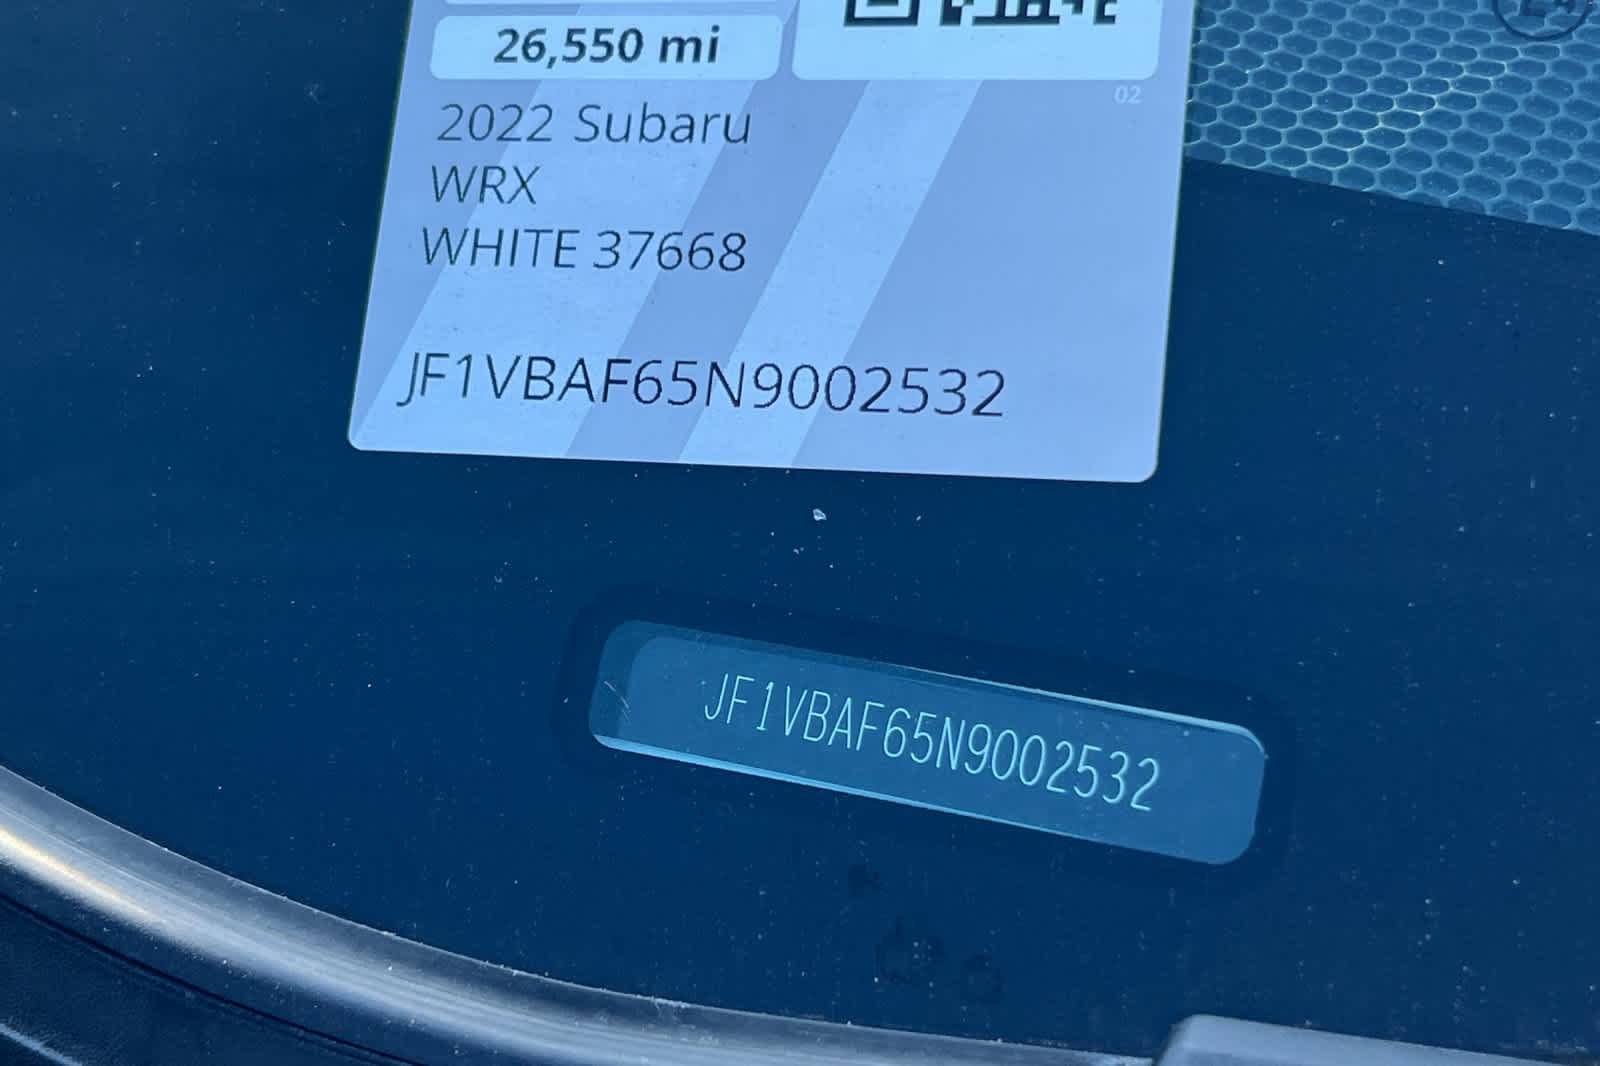 26,550 mi
02
2022 Subaru
WRX
WHITE 37668
JF1VBAF65N9002532
JF1VBAF65N9002532